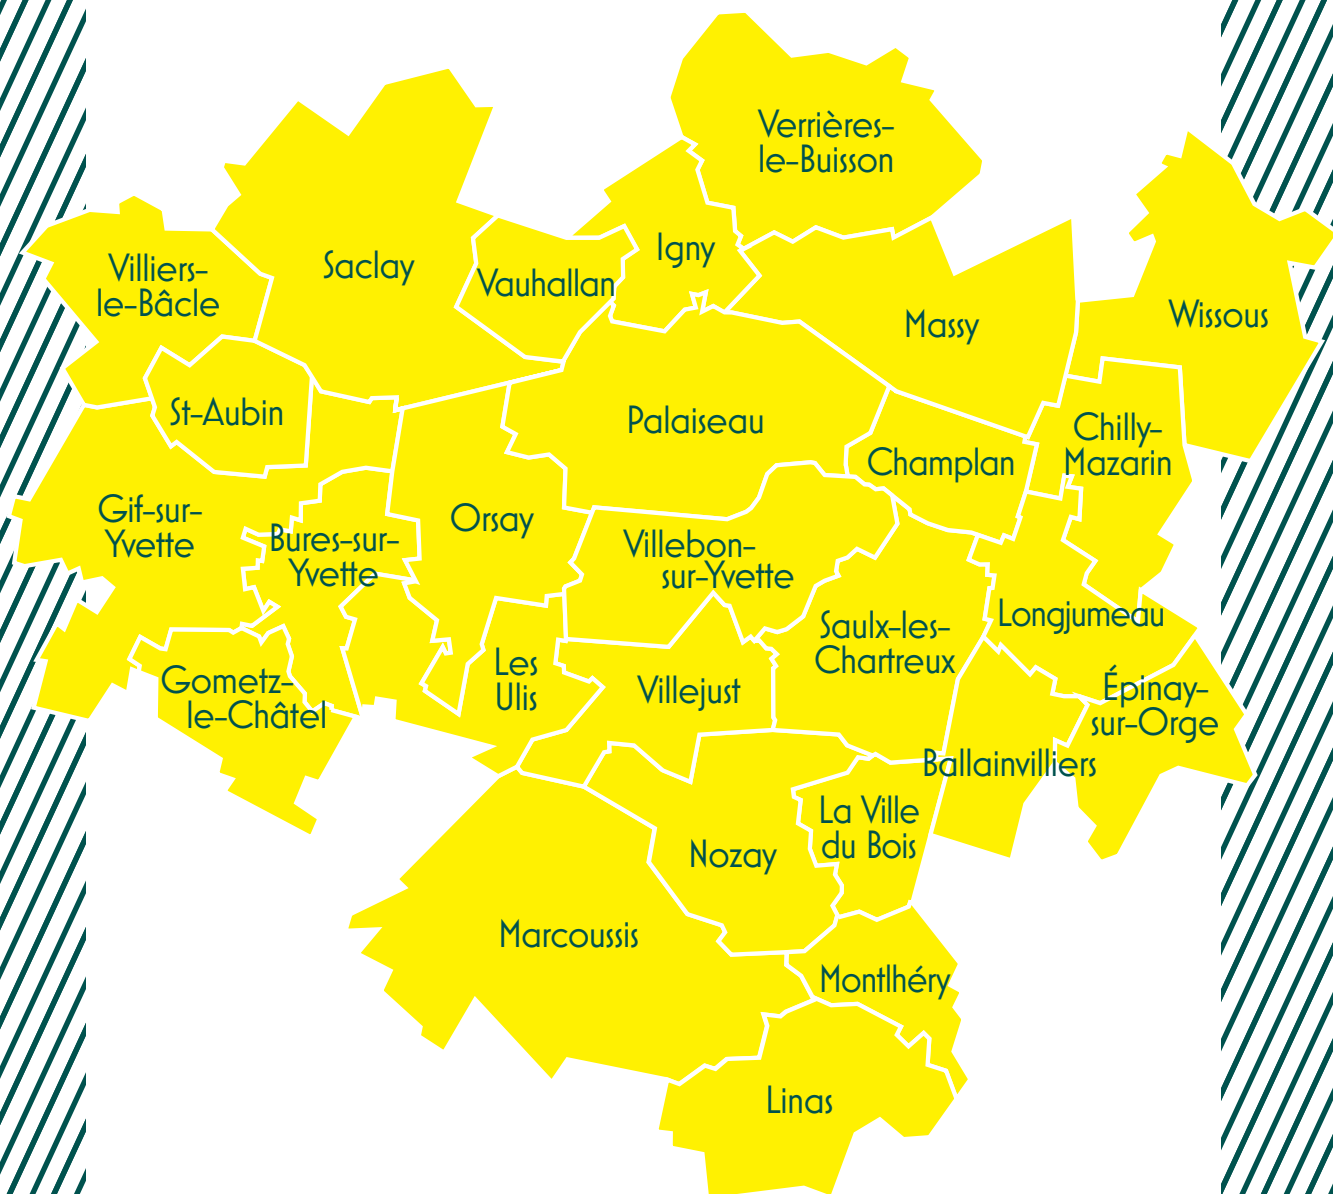 Verrières-
le-Buisson
Igny
Saclay
Villiers-
le-Bâcle
Vauhallan
Wissous
Massy
St-Aubin
Palaiseau
Chilly-
Mazarin
Champlan
Gif-sur-
Yvette
Orsay
Bures-sur-
Yvette
Villebon-
sur-Yvette
Longjumeau
Saulx-les-
Chartreux
Les
Ulis
Gometz-
le-Châtel
Villejust
Épinay-
sur-Orge
Ballainvilliers
La Ville
du Bois
Nozay
Marcoussis
Montlhéry
Linas